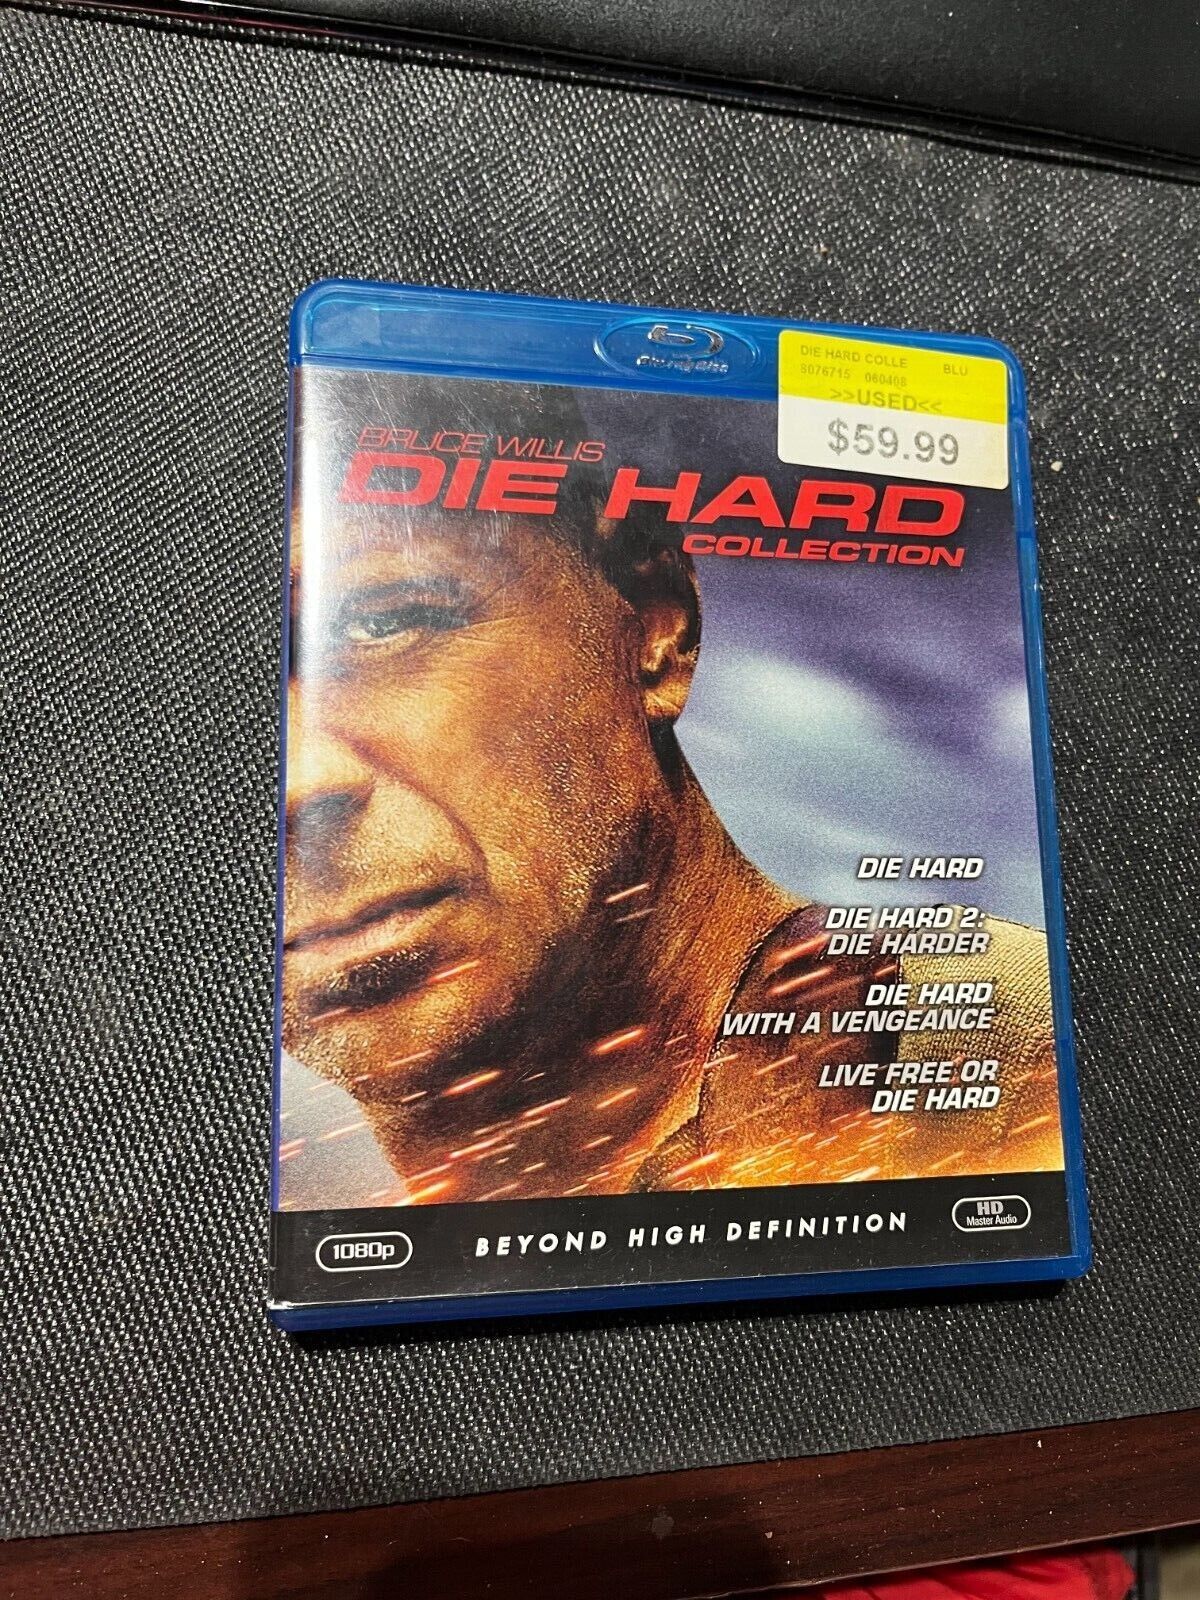 Blu-ray Disc
DIE HARD COLLE BLU
8076715 060408
>>USED<<
$59.99
BRUCE WILLIS
DIE HARD
COLLECTION
DIE HARD
DIE HARD 2:
DIE HARDER
DIE HARD
WITH A VENGEANCE
LIVE FREE OR
DIE HARD
1080p
BEYOND HIGH DEFINITION
HD
Master Audio